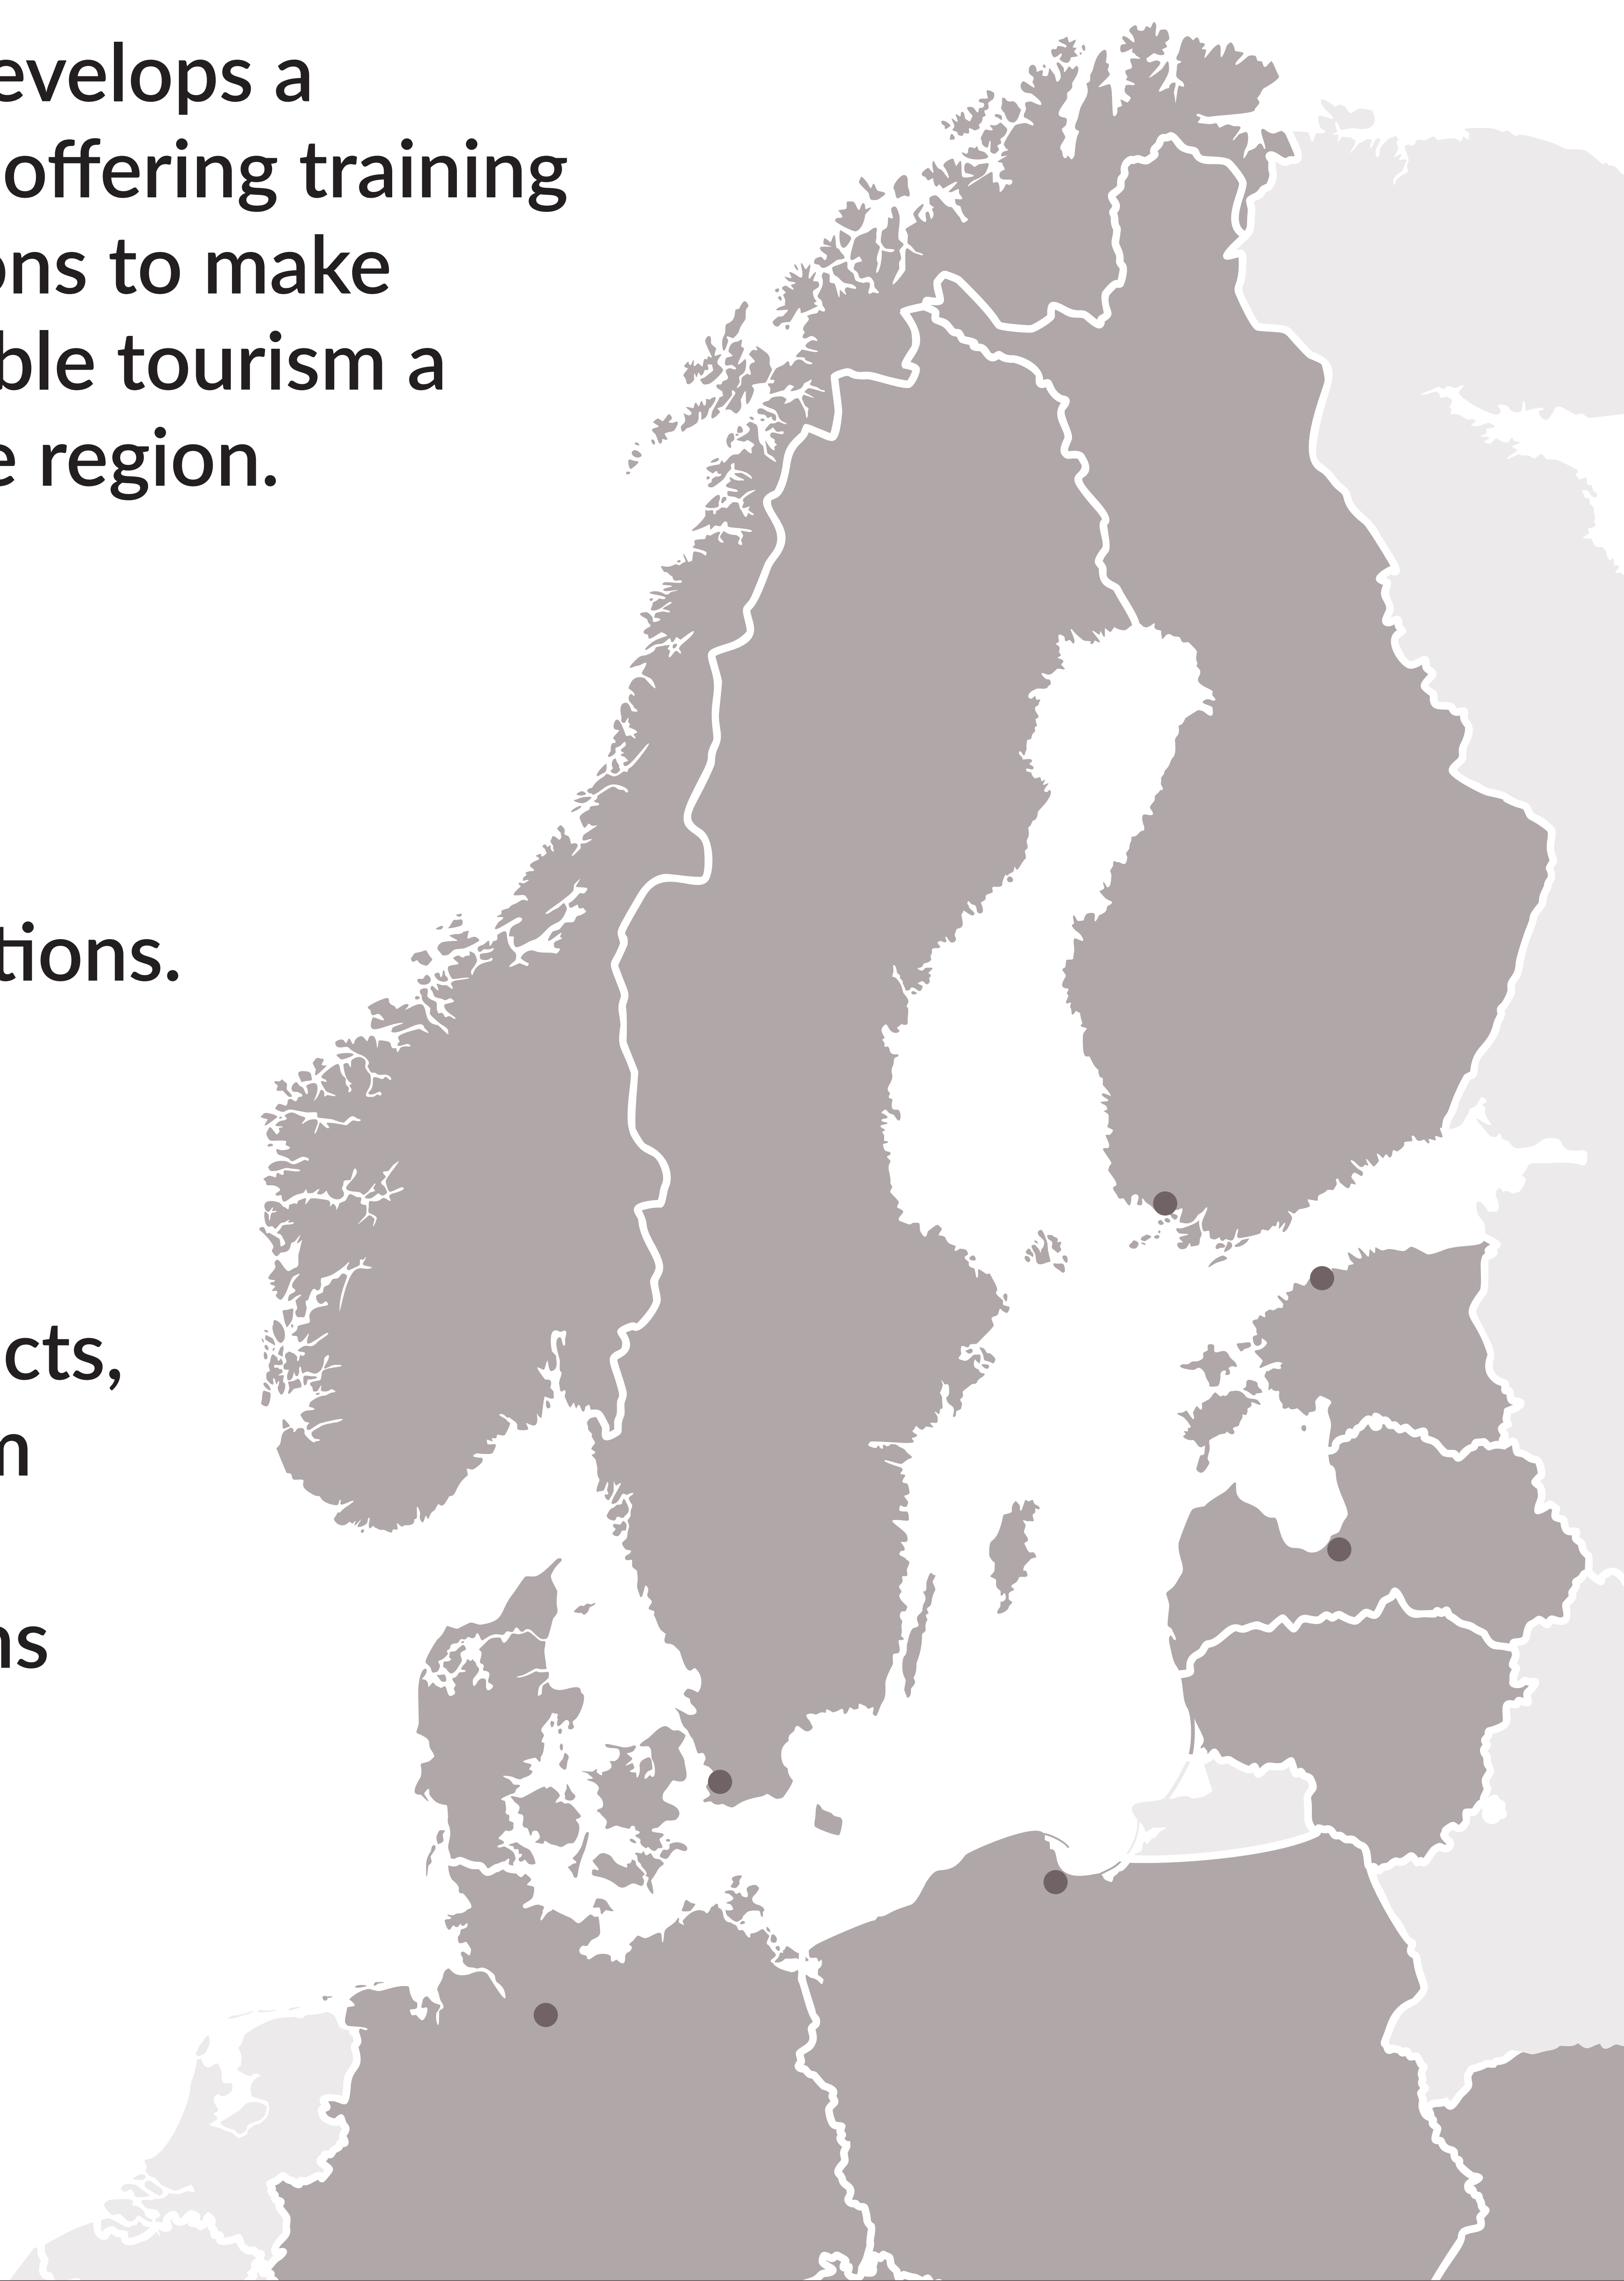 evelops a
offering training
ons to make
ble tourism a
e region.
tions.
cts,
n
ns